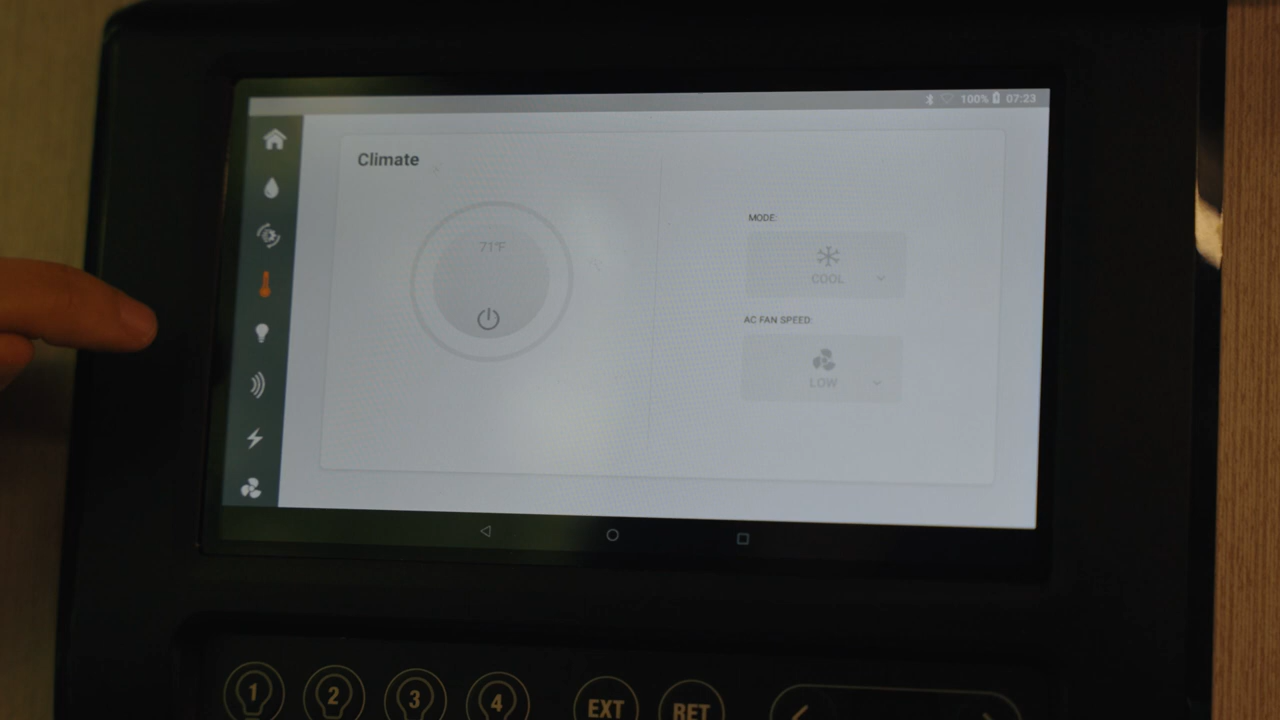 100% 07:23
Climate
71°F
MODE:
COOL
AC FAN SPEED:
LOW
1 2 3 4 EXT RET